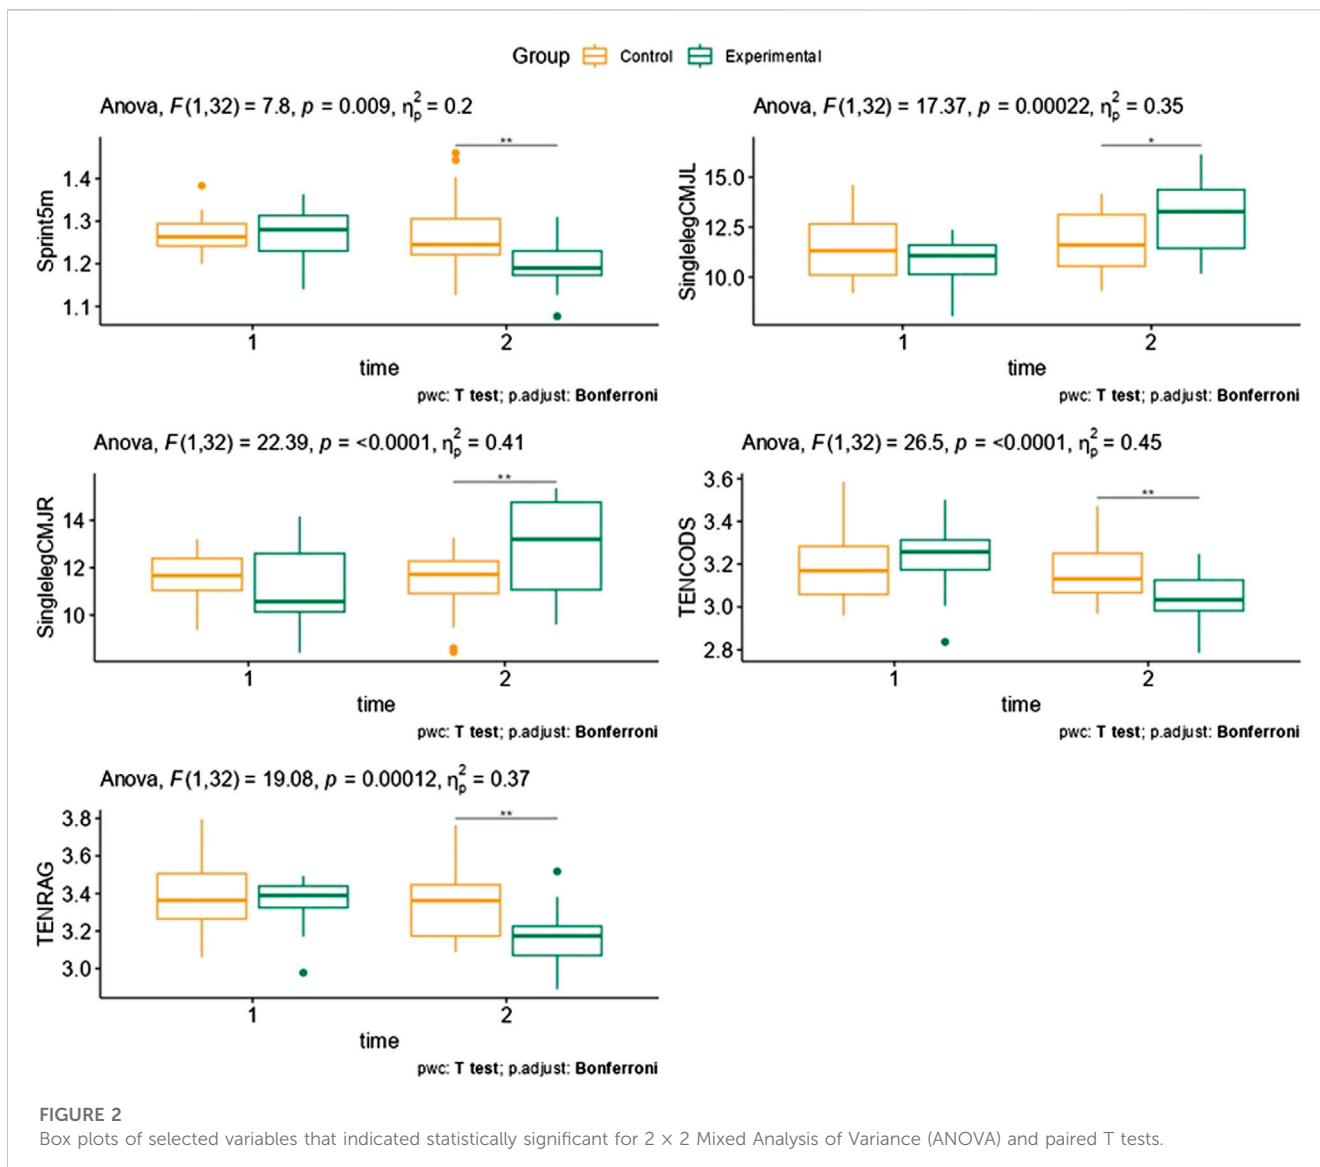 Group Control Experimental
Anova, F(1,32) = 7.8, p = 0.009, η²p = 0.2
**
Sprint5m
1.4
1.3
1.2
1.1
1 2
time
pwc: T test; p.adjust: Bonferroni
Anova, F(1,32) = 17.37, p = 0.00022, η²p = 0.35
*
SinglelegCMJL
15.0
12.5
10.0
1 2
time
pwc: T test; p.adjust: Bonferroni
Anova, F(1,32) = 22.39, p = <0.0001, η²p = 0.41
**
SinglelegCMJR
14
12
10
1 2
time
pwc: T test; p.adjust: Bonferroni
Anova, F(1,32) = 26.5, p = <0.0001, η²p = 0.45
**
TENCODS
3.6
3.4
3.2
3.0
2.8
1 2
time
pwc: T test; p.adjust: Bonferroni
Anova, F(1,32) = 19.08, p = 0.00012, η²p = 0.37
**
TENRAG
3.8
3.6
3.4
3.2
3.0
1 2
time
pwc: T test; p.adjust: Bonferroni
FIGURE 2
Box plots of selected variables that indicated statistically significant for 2 × 2 Mixed Analysis of Variance (ANOVA) and paired T tests.